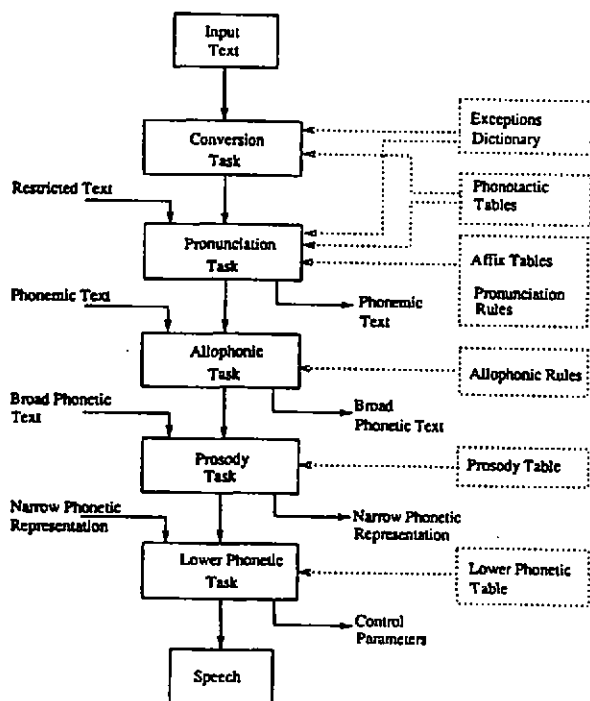 Input
Text
Exceptions
Dictionary
Conversion
Task
Restricted Text
Phonotactic
Tables
Pronunciation
Task
Affix Tables
Pronunciation
Rules
Phonemic Text
Phonemic
Text
Allophonic
Task
Allophonic Rules
Broad Phonetic
Text
Broad
Phonetic Text
Prosody
Task
Prosody Table
Narrow Phonetic
Representation
Narrow Phonetic
Representation
Lower Phonetic
Task
Lower Phonetic
Table
Control
Parameters
Speech